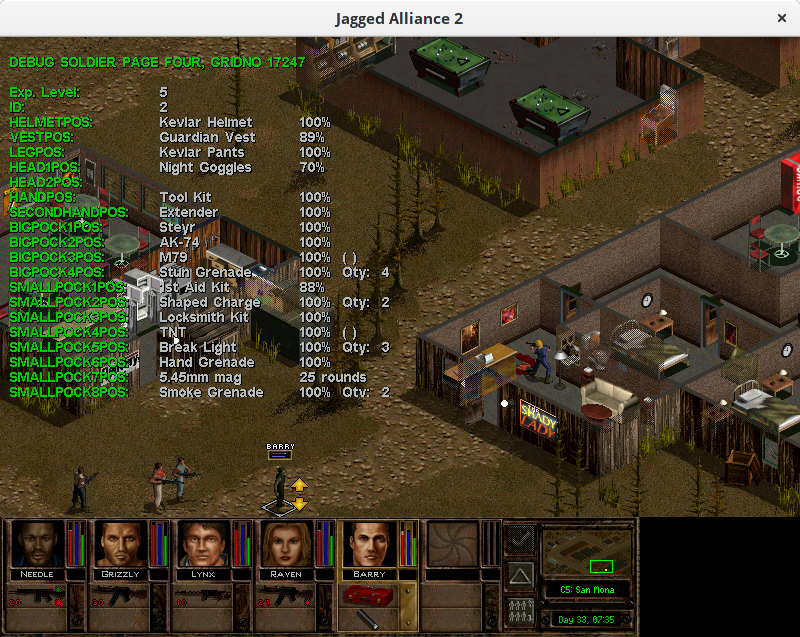 Jagged Alliance 2
DEBUG SOLDIER PAGE FOUR, GRIDNO 17247
Exp. Level: 5
ID: 2
HELMETPOS: Kevlar Helmet 100%
VESTPOS: Guardian Vest 89%
LEGPOS: Kevlar Pants 100%
HEAD1POS: Night Goggles 70%
HEAD2POS:
HANDPOS: Tool Kit 100%
SECONDHANDPOS: Extender 100%
BIGPOCK1POS: Steyr 100%
BIGPOCK2POS: AK-74 100%
BIGPOCK3POS: M79 100% ( )
BIGPOCK4POS: Stun Grenade 100% Qty: 4
SMALLPOCK1POS: 1st Aid Kit 88%
SMALLPOCK2POS: Shaped Charge 100% Qty: 2
SMALLPOCK3POS: Locksmith Kit 100%
SMALLPOCK4POS: TNT 100% ( )
SMALLPOCK5POS: Break Light 100% Qty: 3
SMALLPOCK6POS: Hand Grenade 100%
SMALLPOCK7POS: 5.45mm mag 25 rounds
SMALLPOCK8POS: Smoke Grenade 100% Qty: 2
SHADY
LADY
BARRY
NEEDLE GRIZZLY LYNX RAVEN BARRY
30 30 10
C5: San Mona
Day 33, 07:35